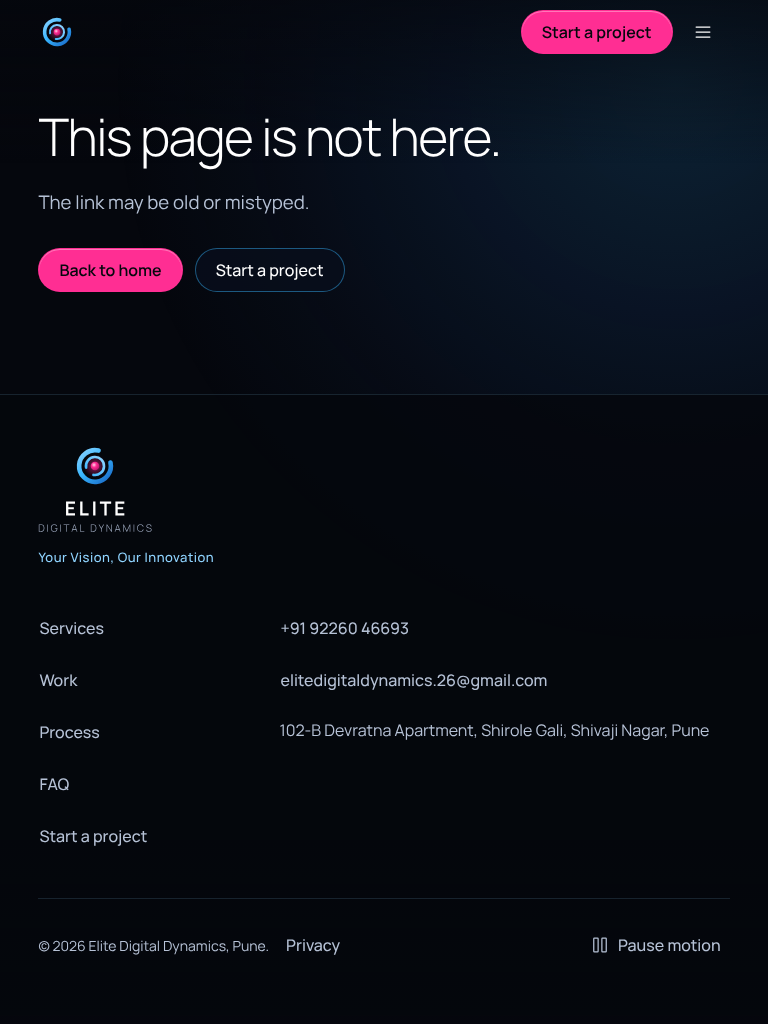 Start a project
This page is not here.
The link may be old or mistyped.
Back to home
Start a project
ELITE
DIGITAL DYNAMICS
Your Vision, Our Innovation
Services
+91 92260 46693
Work
elitedigitaldynamics.26@gmail.com
Process
102-B Devratna Apartment, Shirole Gali, Shivaji Nagar, Pune
FAQ
Start a project
© 2026 Elite Digital Dynamics, Pune.
Privacy
Pause motion